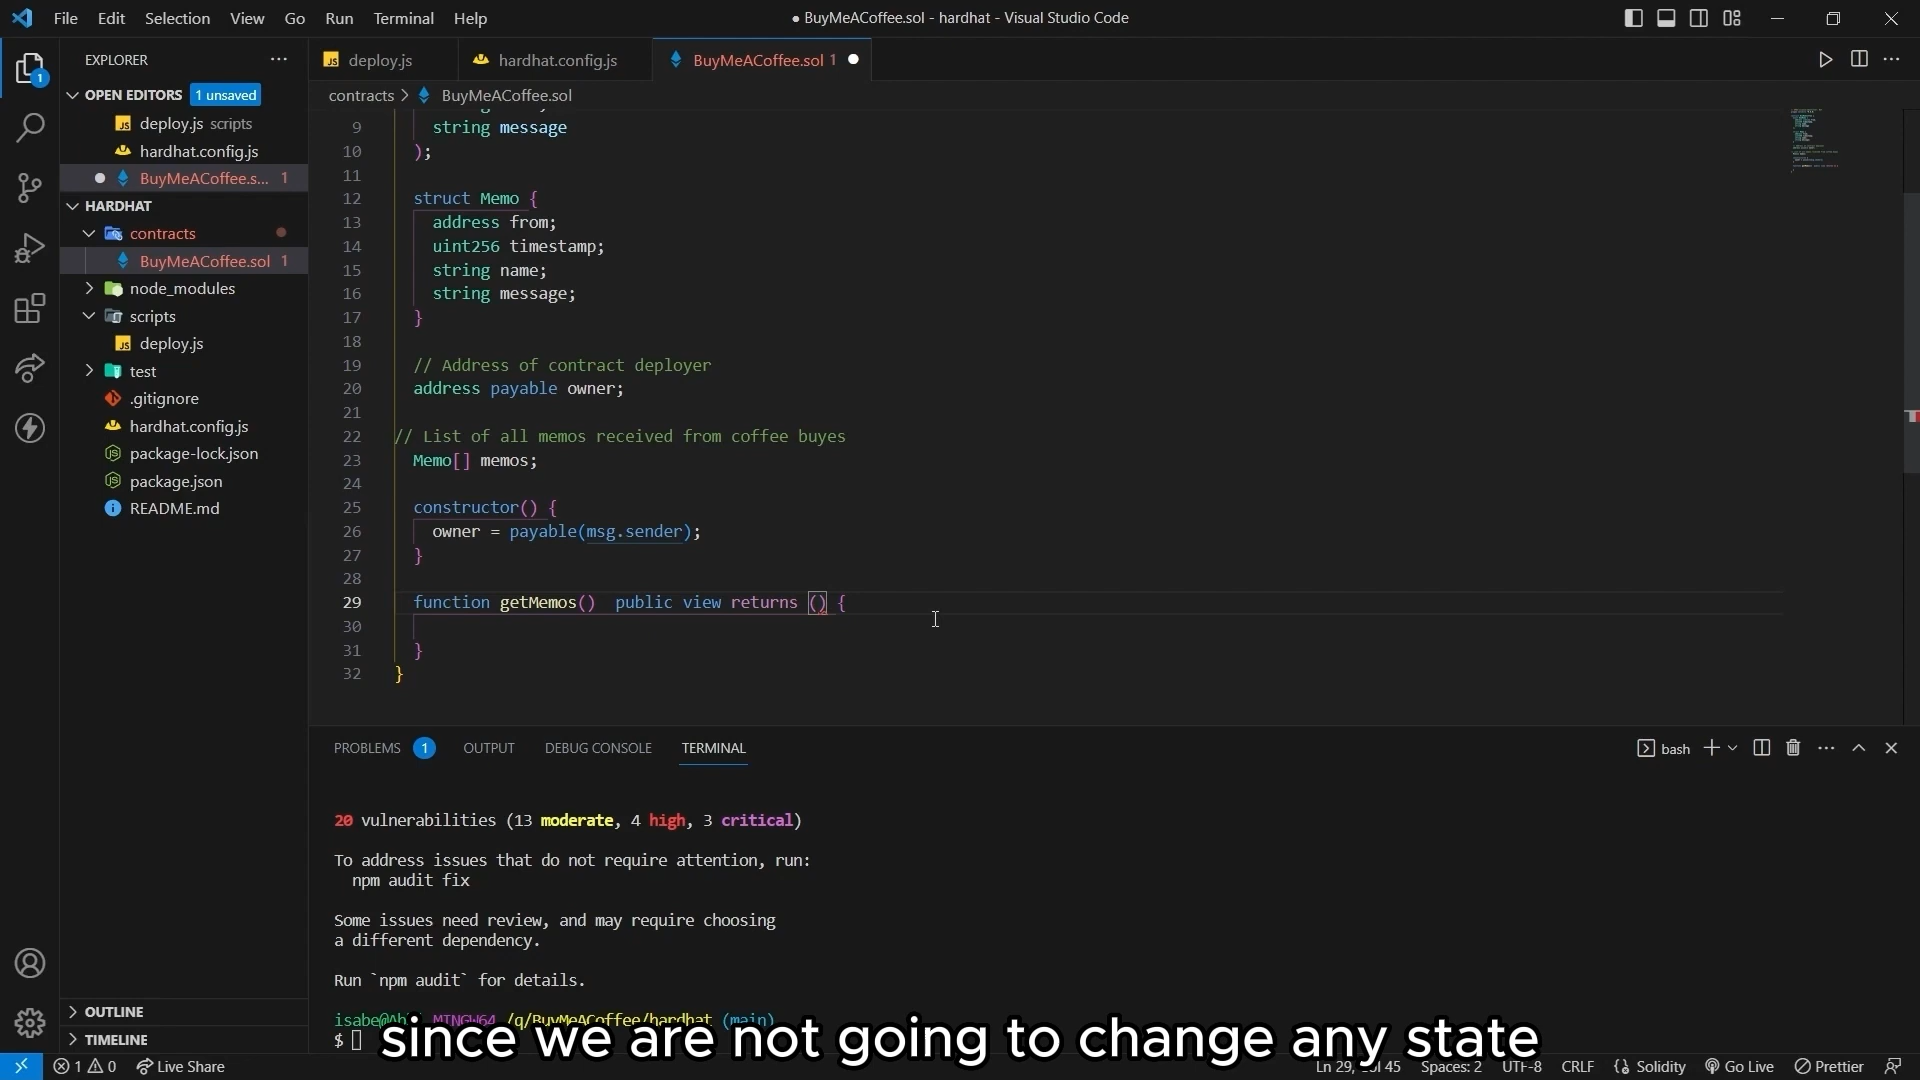 File Edit Selection View Go Run Terminal Help
● BuyMeACoffee.sol - hardhat - Visual Studio Code
EXPLORER
OPEN EDITORS 1 unsaved
deploy.js scripts
hardhat.config.js
BuyMeACoffee.s... 1
HARDHAT
contracts
BuyMeACoffee.sol 1
node_modules
scripts
deploy.js
test
.gitignore
hardhat.config.js
package-lock.json
package.json
README.md
OUTLINE
TIMELINE
deploy.js hardhat.config.js BuyMeACoffee.sol 1
contracts > BuyMeACoffee.sol
9 string message
10 );
11
12 struct Memo {
13 address from;
14 uint256 timestamp;
15 string name;
16 string message;
17 }
18
19 // Address of contract deployer
20 address payable owner;
21
22 // List of all memos received from coffee buyes
23 Memo[] memos;
24
25 constructor() {
26 owner = payable(msg.sender);
27 }
28
29 function getMemos()  public view returns () {
30
31 }
32 }
PROBLEMS 1 OUTPUT DEBUG CONSOLE TERMINAL
bash
20 vulnerabilities (13 moderate, 4 high, 3 critical)
To address issues that do not require attention, run:
npm audit fix
Some issues need review, and may require choosing
a different dependency.
Run `npm audit` for details.
MINGW64 /q/BuyMeACoffee/hardhat (main)
$
since we are not going to change any state
1 0 Live Share
Spaces: 2 UTF-8 CRLF Solidity Go Live Prettier